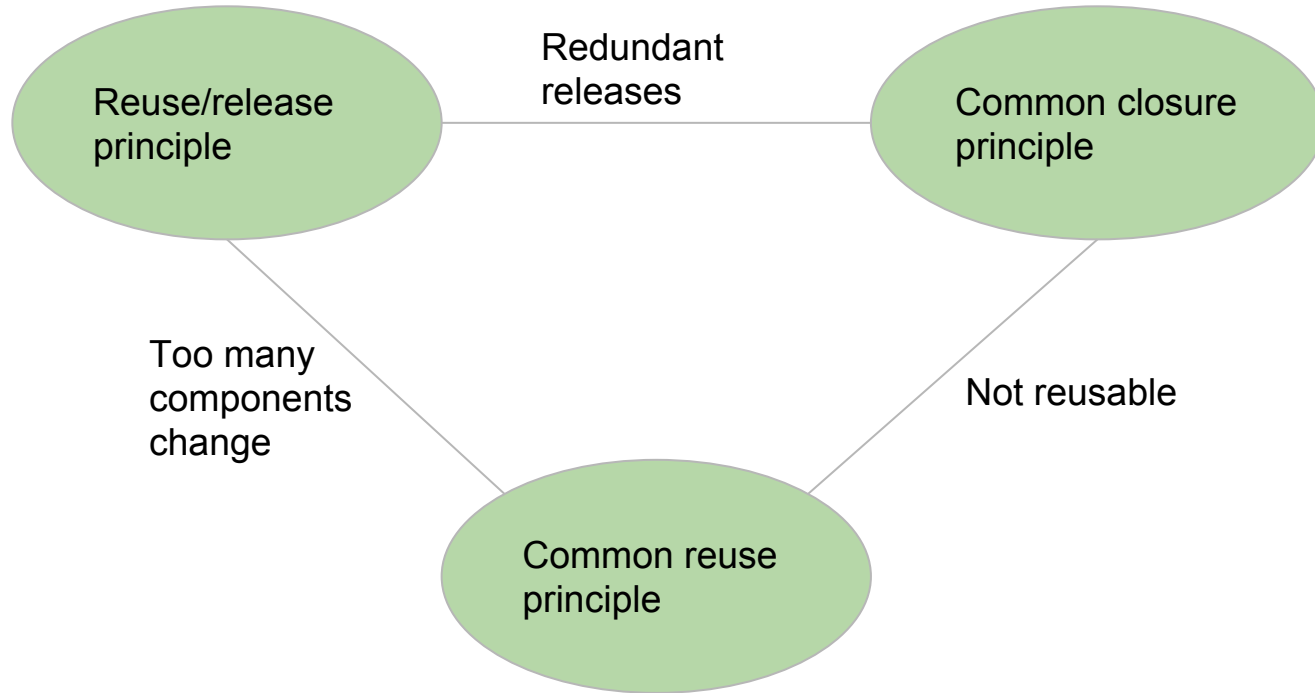 Redundant
releases
Reuse/release
principle
Common closure
principle
Too many
components
change
Not reusable
Common reuse
principle